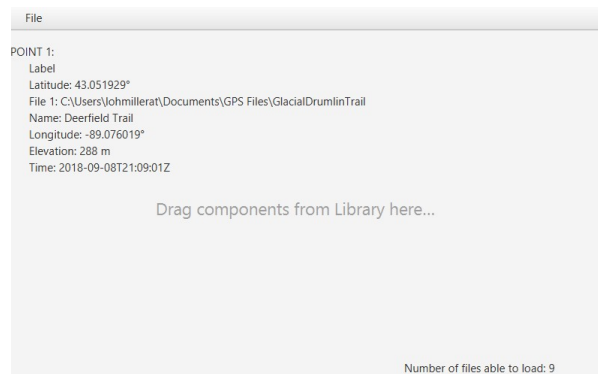 File
POINT 1:
Label
Latitude: 43.051929°
File 1: C:\Users\lohmillerat\Documents\GPS Files\GlacialDrumlinTrail
Name: Deerfield Trail
Longitude: -89.076019°
Elevation: 288 m
Time: 2018-09-08T21:09:01Z
Drag components from Library here...
Number of files able to load: 9